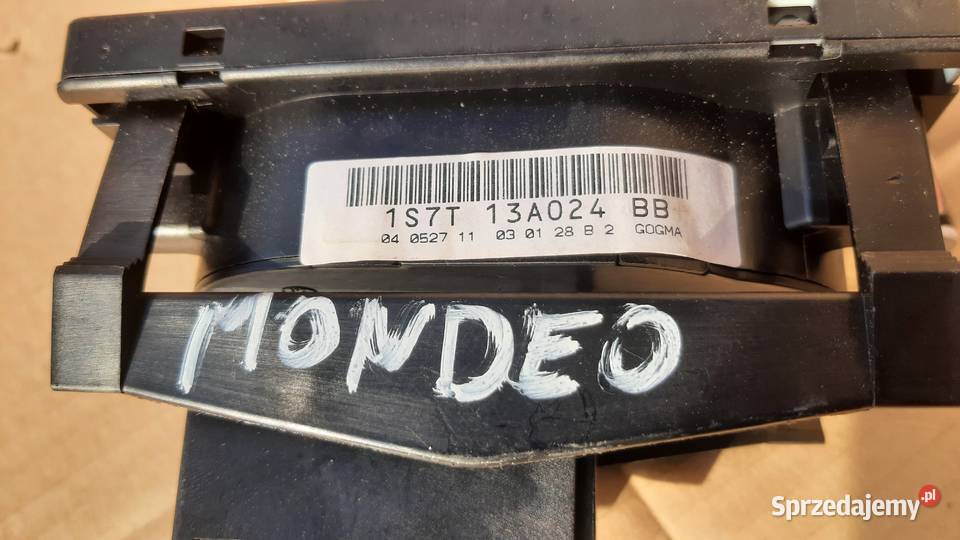 1S7T 13A024 BB
04 0527 11 03 01 28 B 2 GOGMA
MONDEO
Sprzedajemy.pl